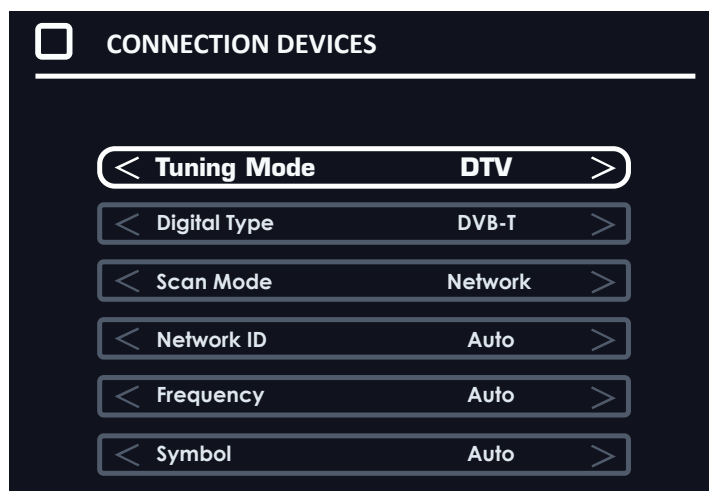 CONNECTION DEVICES
< Tuning Mode DTV >
< Digital Type DVB-T >
< Scan Mode Network >
< Network ID Auto >
< Frequency Auto >
< Symbol Auto >